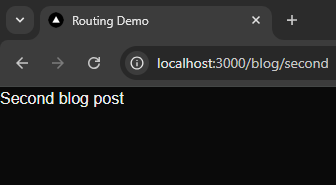 Routing Demo
localhost:3000/blog/second
Second blog post